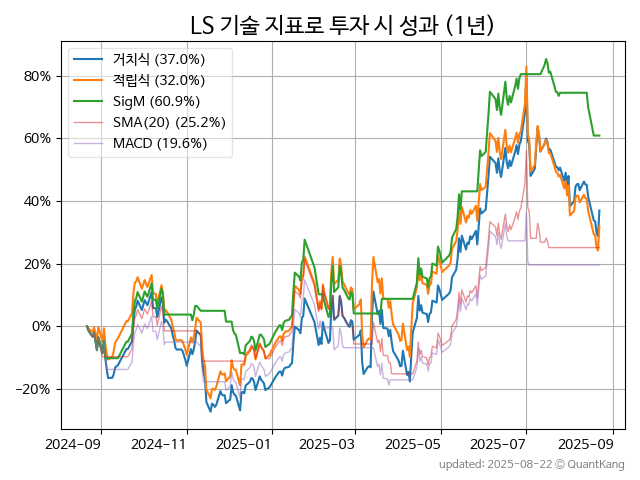 LS 기술 지표로 투자 시 성과 (1년)
거치식 (37.0%)
적립식 (32.0%)
SigM (60.9%)
SMA(20) (25.2%)
MACD (19.6%)
80%
60%
40%
20%
0%
−20%
2024-09 2024-11 2025-01 2025-03 2025-05 2025-07 2025-09
updated: 2025-08-22 © QuantKang